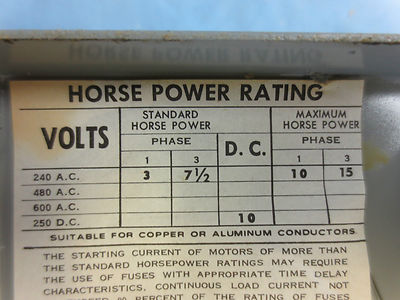 HORSE POWER RATING
HORSE POWER RATING
VOLTS STANDARD HORSE POWER D. C. MAXIMUM HORSE POWER
PHASE PHASE
1 3 1 3
240 A.C. 3 7½ 10 15
480 A.C.
600 A.C.
250 D.C. 10
SUITABLE FOR COPPER OR ALUMINUM CONDUCTORS
THE STARTING CURRENT OF MOTORS OF MORE THAN
THE STANDARD HORSEPOWER RATINGS MAY REQUIRE
THE USE OF FUSES WITH APPROPRIATE TIME DELAY
CHARACTERISTICS. CONTINUOUS LOAD CURRENT NOT
PERCENT OF THE RATING OF FUSES